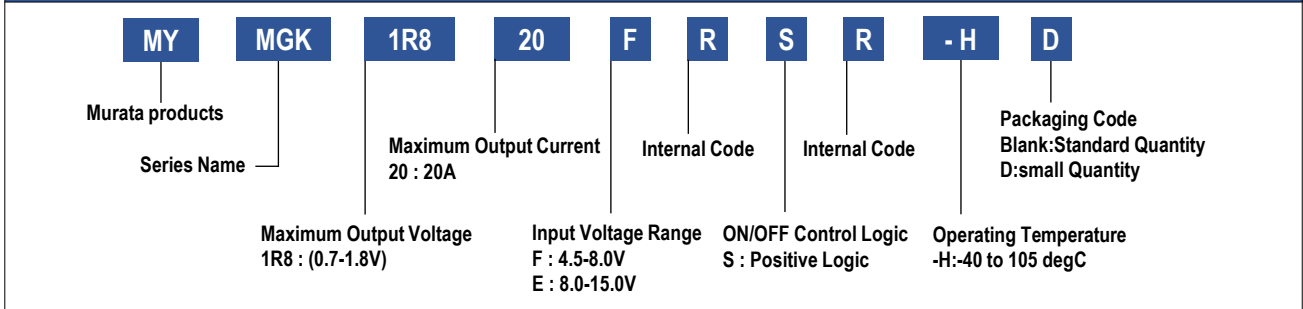 MY MGK 1R8 20 F R S R - H D
Murata products
Series Name
Maximum Output Voltage
1R8 : (0.7-1.8V)
Maximum Output Current
20 : 20A
Input Voltage Range
F : 4.5-8.0V
E : 8.0-15.0V
Internal Code
ON/OFF Control Logic
S : Positive Logic
Internal Code
Operating Temperature
-H:-40 to 105 degC
Packaging Code
Blank:Standard Quantity
D:small Quantity